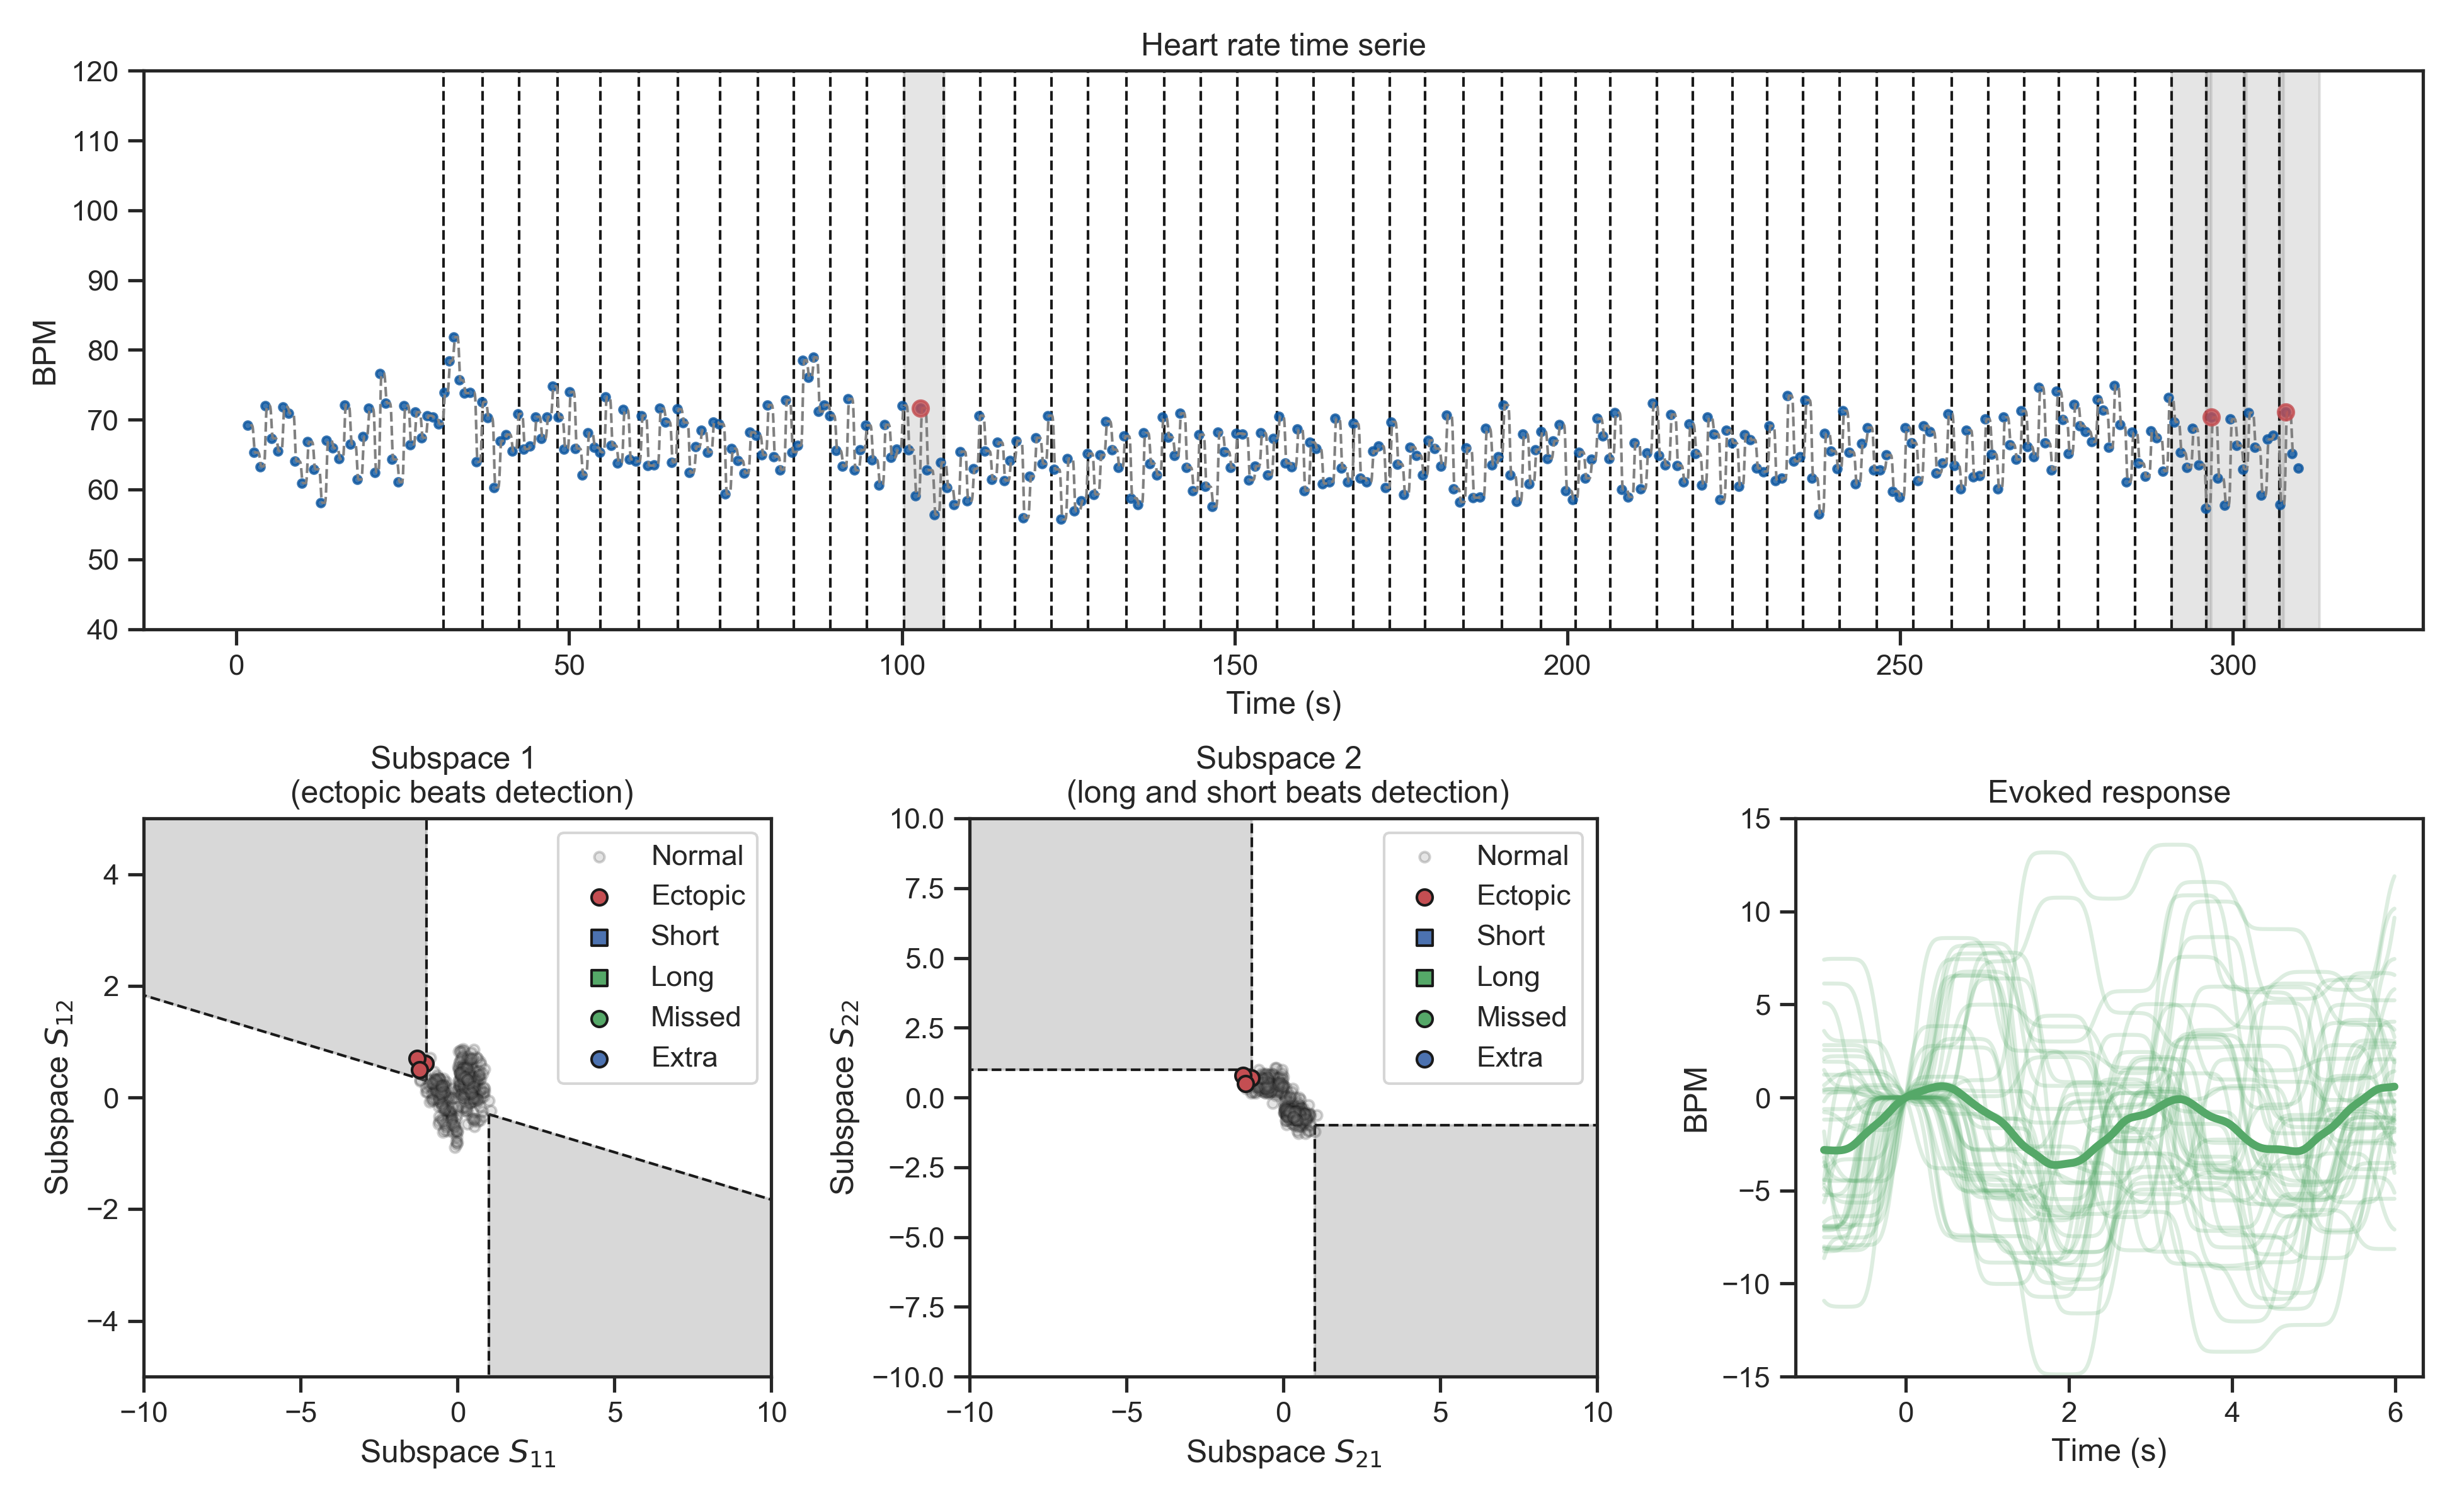 Heart rate time serie
120
110
100
90
80
70
60
50
40
BPM
0 50 100 150 200 250 300
Time (s)
Subspace 1
(ectopic beats detection)
4
2
0
−2
−4
Subspace S12
Normal
Ectopic
Short
Long
Missed
Extra
−10 −5 0 5 10
Subspace S11
Subspace 2
(long and short beats detection)
10.0
7.5
5.0
2.5
0.0
−2.5
−5.0
−7.5
−10.0
Subspace S22
Normal
Ectopic
Short
Long
Missed
Extra
−10 −5 0 5 10
Subspace S21
Evoked response
15
10
5
0
−5
−10
−15
BPM
0 2 4 6
Time (s)